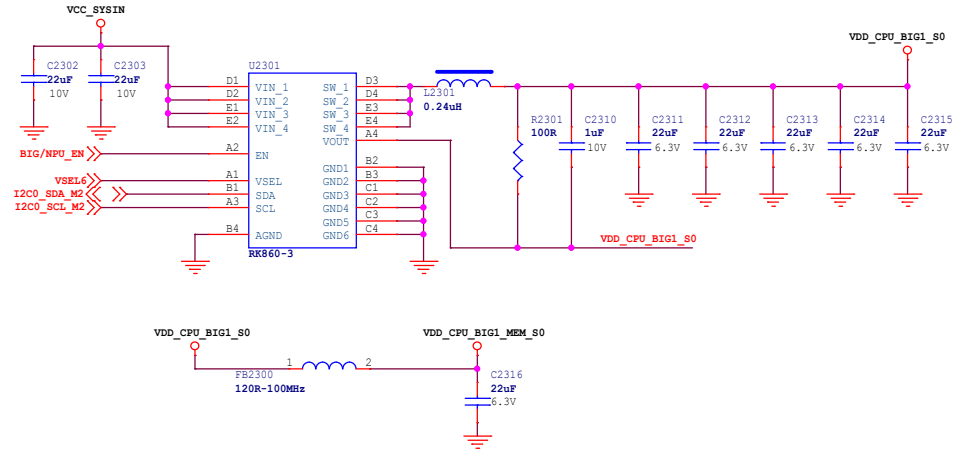 VCC_SYSIN
VDD_CPU_BIG1_S0
C2302
22uF
10V
C2303
22uF
10V
U2301
D1 VIN_1 SW_1 D3
D2 VIN_2 SW_2 D4
E1 VIN_3 SW_3 E3
E2 VIN_4 SW_4 E4
VOUT A4
BIG/NPU_EN A2 EN
GND1 B2
VSEL6 A1 VSEL GND2 B3
I2C0_SDA_M2 B1 SDA GND3 C1
I2C0_SCL_M2 A3 SCL GND4 C2
GND5 C3
B4 AGND GND6 C4
RK860-3
L2301
0.24uH
R2301
100R
C2310
1uF
10V
C2311
22uF
6.3V
C2312
22uF
6.3V
C2313
22uF
6.3V
C2314
22uF
6.3V
C2315
22uF
6.3V
VDD_CPU_BIG1_S0
VDD_CPU_BIG1_S0
VDD_CPU_BIG1_MEM_S0
1 2
FB2300
120R-100MHz
C2316
22uF
6.3V